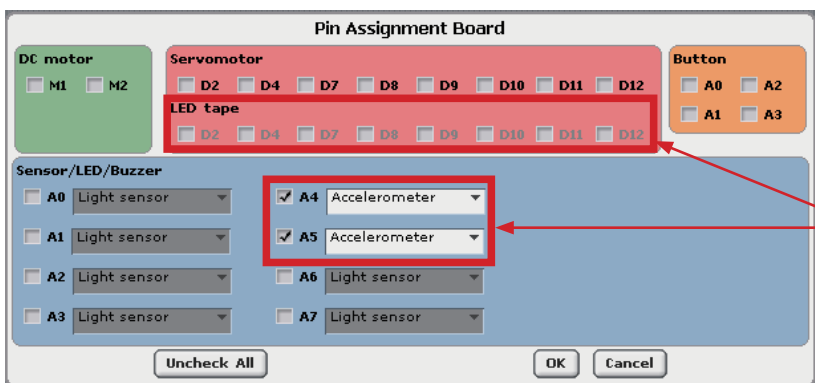 Pin Assignment Board
DC motor
M1 M2
Servomotor
D2 D4 D7 D8 D9 D10 D11 D12
LED tape
D2 D4 D7 D8 D9 D10 D11 D12
Button
A0 A2
A1 A3
Sensor/LED/Buzzer
A0 Light sensor A4 Accelerometer
A1 Light sensor A5 Accelerometer
A2 Light sensor A6 Light sensor
A3 Light sensor A7 Light sensor
Uncheck All OK Cancel